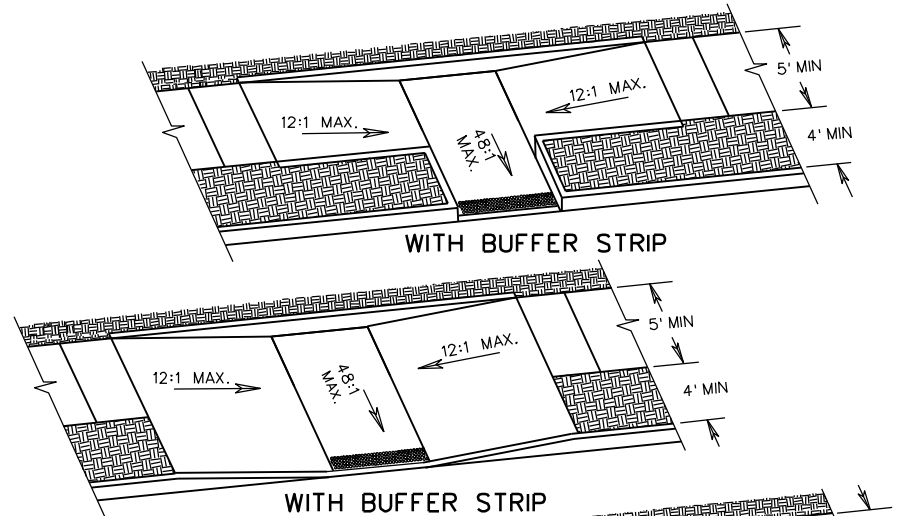 5' MIN
12:1 MAX.
12:1 MAX.
48:1
MAX.
4' MIN
WITH BUFFER STRIP
5' MIN
12:1 MAX.
12:1 MAX.
48:1
MAX.
4' MIN
WITH BUFFER STRIP